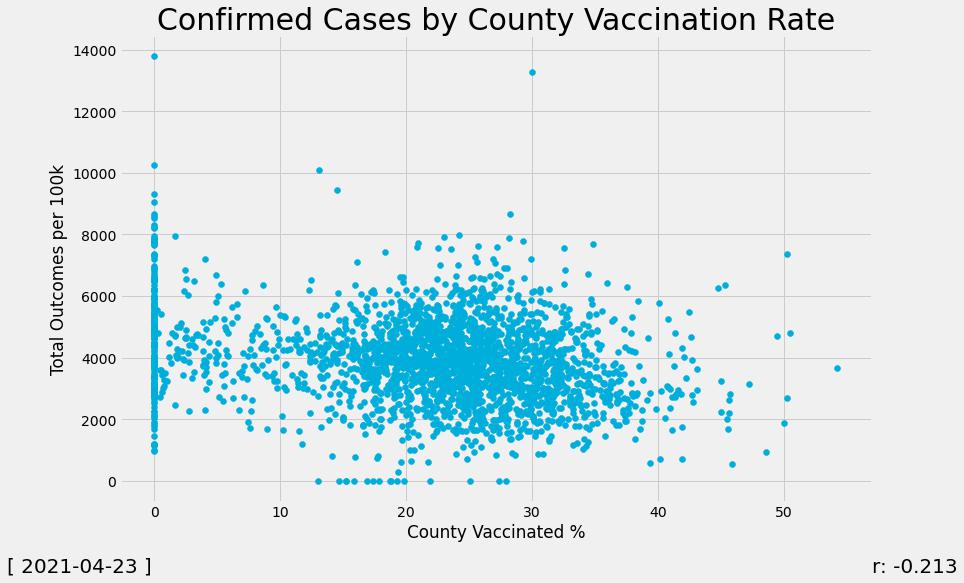 Confirmed Cases by County Vaccination Rate
14000
12000
10000
8000
6000
4000
2000
0
Total Outcomes per 100k
0 10 20 30 40 50
County Vaccinated %
[ 2021-04-23 ]
r: -0.213